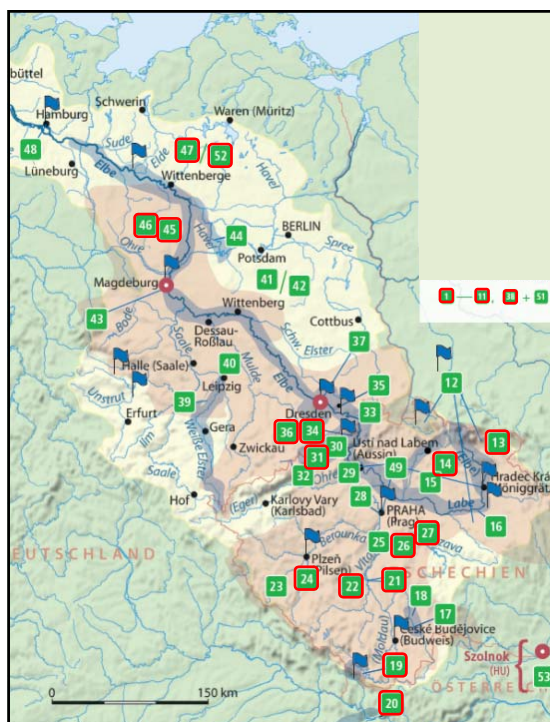 büttel
Schwerin
Waren (Müritz)
Hamburg
Sude
Elde
47 / 52
Havel
48
Elbe
Lüneburg
Wittenberge
46 45
Ohre
Havel
44
BERLIN
Potsdam
Spree
Magdeburg
41 / 42
1 — 11, 38 + 51
Wittenberg
43
Bode
Saale
Dessau-
Roßlau
Schw. Elster
Cottbus
37
Halle (Saale)
40
Mulde
Elbe
12
Leipzig
35
Unstrut
39
Dresden
33
Erfurt
Ilm
Gera
36 34
30
Ústí nad Labem
(Aussig)
13
Weiße Elster
Zwickau
31
14
Saale
32
Ohře
29
49
15
Hradec Krá
Königgrätz
Hof
(Eger)
Karlovy Vary
(Karlsbad)
28
Labe
(Elbe)
PRAHA
(Prag)
16
27
EUTSCHLAND
Berounka
25
26
Sázava
Plzeň
(Pilsen)
Vltava
TSCHECHIEN
23
24
22
21
18
17
České Budějovice
(Budweis)
(Moldau)
19
Szolnok
(HU)
53
ÖSTERREICH
20
0 150 km